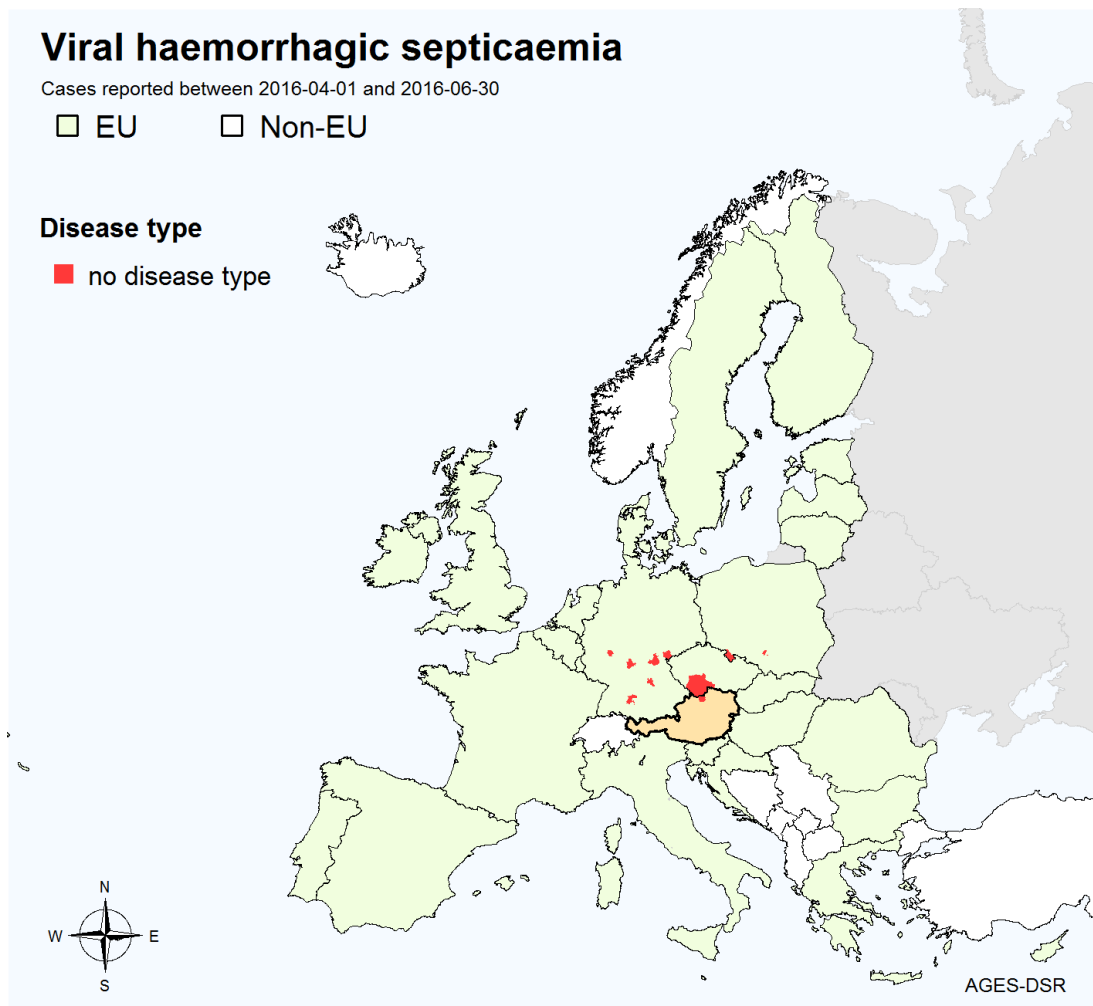 Viral haemorrhagic septicaemia
Cases reported between 2016-04-01 and 2016-06-30
EU Non-EU
Disease type
no disease type
N
W E
S
AGES-DSR